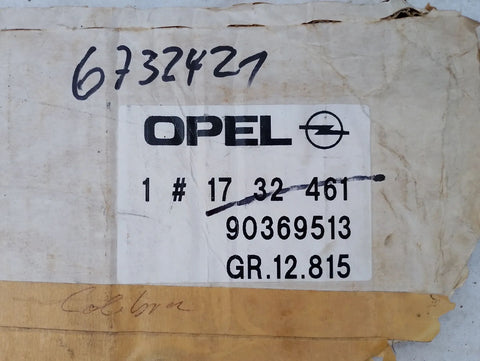 6732421
OPEL
1 # 17 32 461
90369513
GR.12.815
Calibra